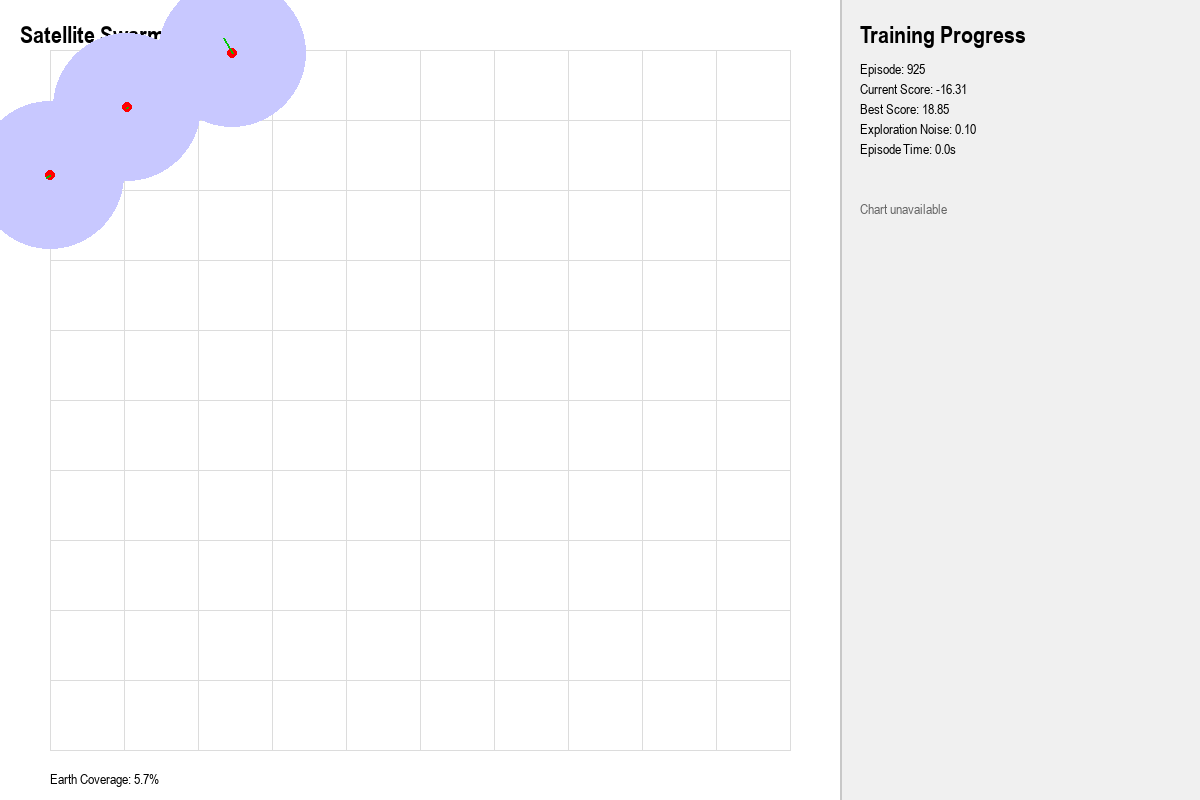 Satellite Swarm
Training Progress
Episode: 925
Current Score: -16.31
Best Score: 18.85
Exploration Noise: 0.10
Episode Time: 0.0s
Chart unavailable
Earth Coverage: 5.7%